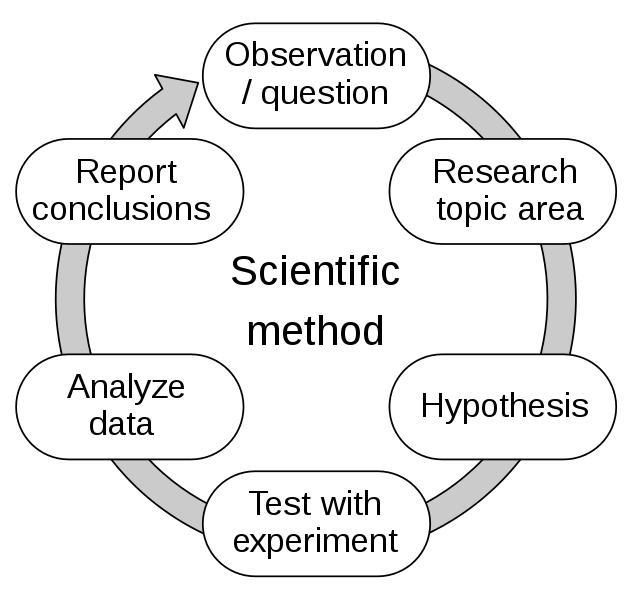 Observation
/ question
Research
topic area
Hypothesis
Test with
experiment
Analyze
data
Report
conclusions
Scientific
method